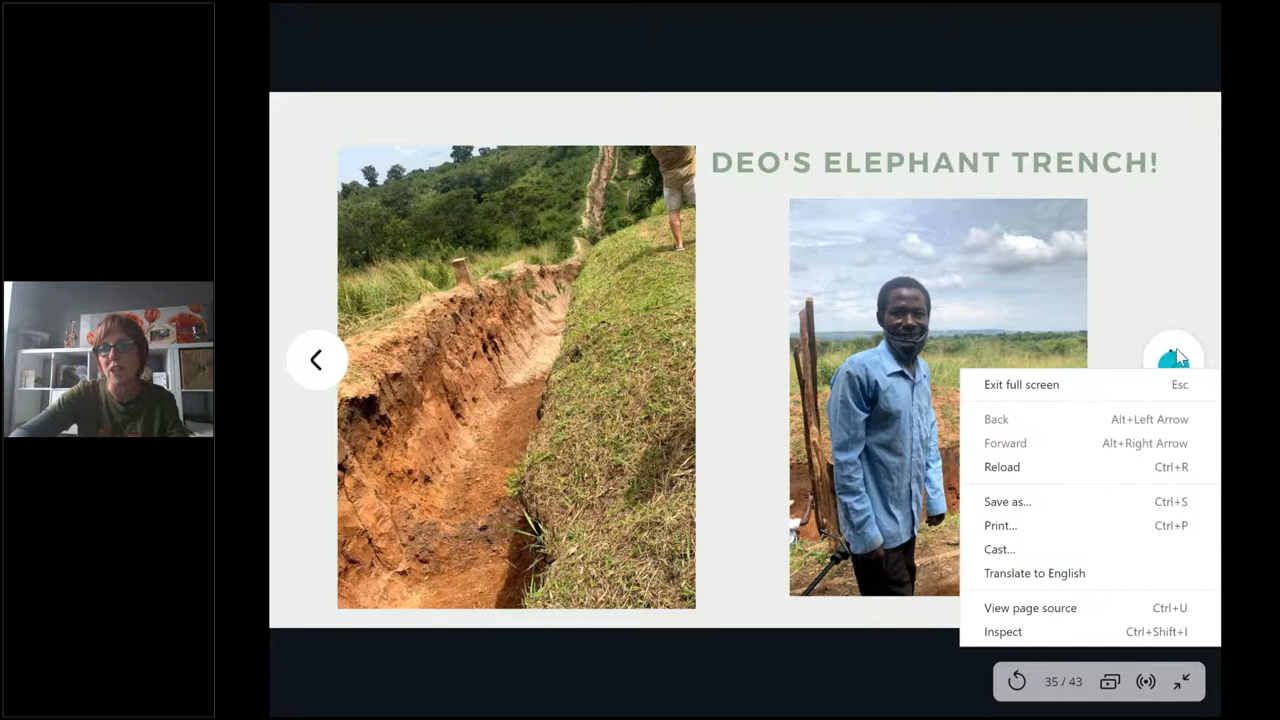 DEO'S ELEPHANT TRENCH!
Exit full screen Esc
Back Alt+Left Arrow
Forward Alt+Right Arrow
Reload Ctrl+R
Save as... Ctrl+S
Print... Ctrl+P
Cast...
Translate to English
View page source Ctrl+U
Inspect Ctrl+Shift+I
35 / 43